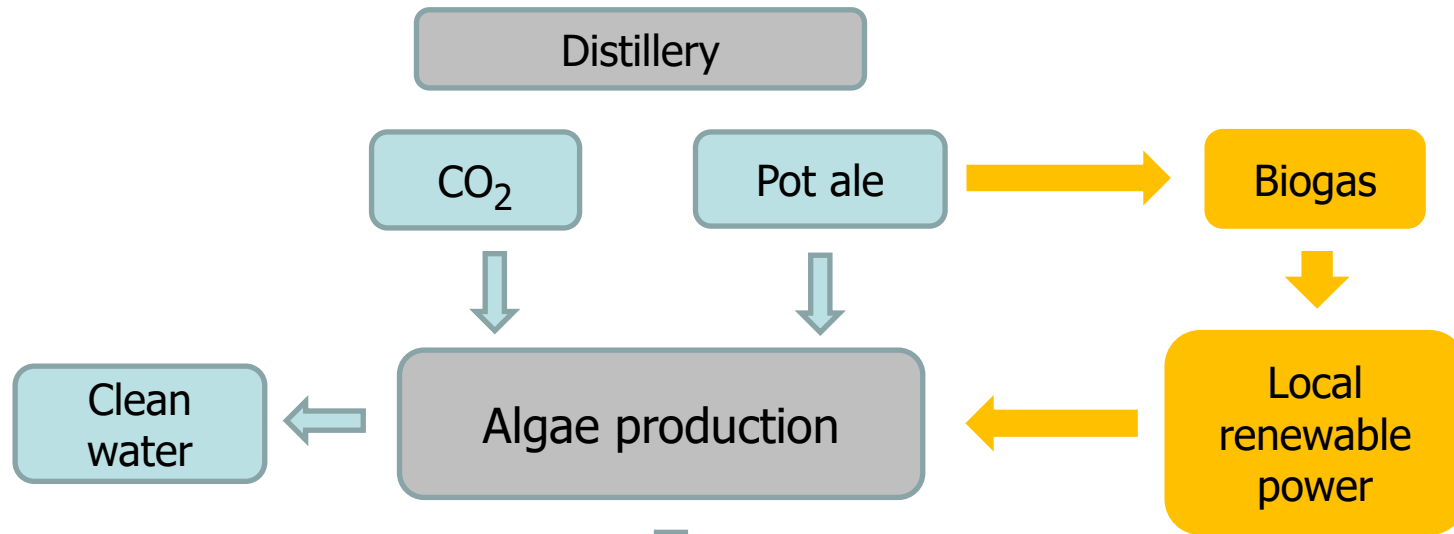 Distillery
CO₂
Pot ale
Biogas
Clean
water
Algae production
Local
renewable
power